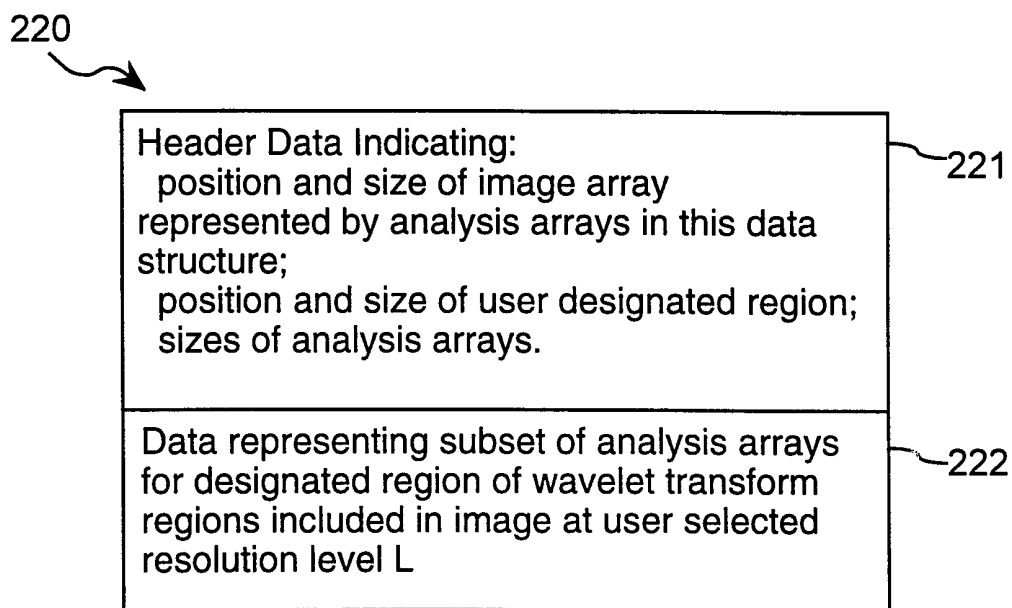 220
Header Data Indicating:
position and size of image array
represented by analysis arrays in this data
structure;
position and size of user designated region;
sizes of analysis arrays.
221
Data representing subset of analysis arrays
for designated region of wavelet transform
regions included in image at user selected
resolution level L
222